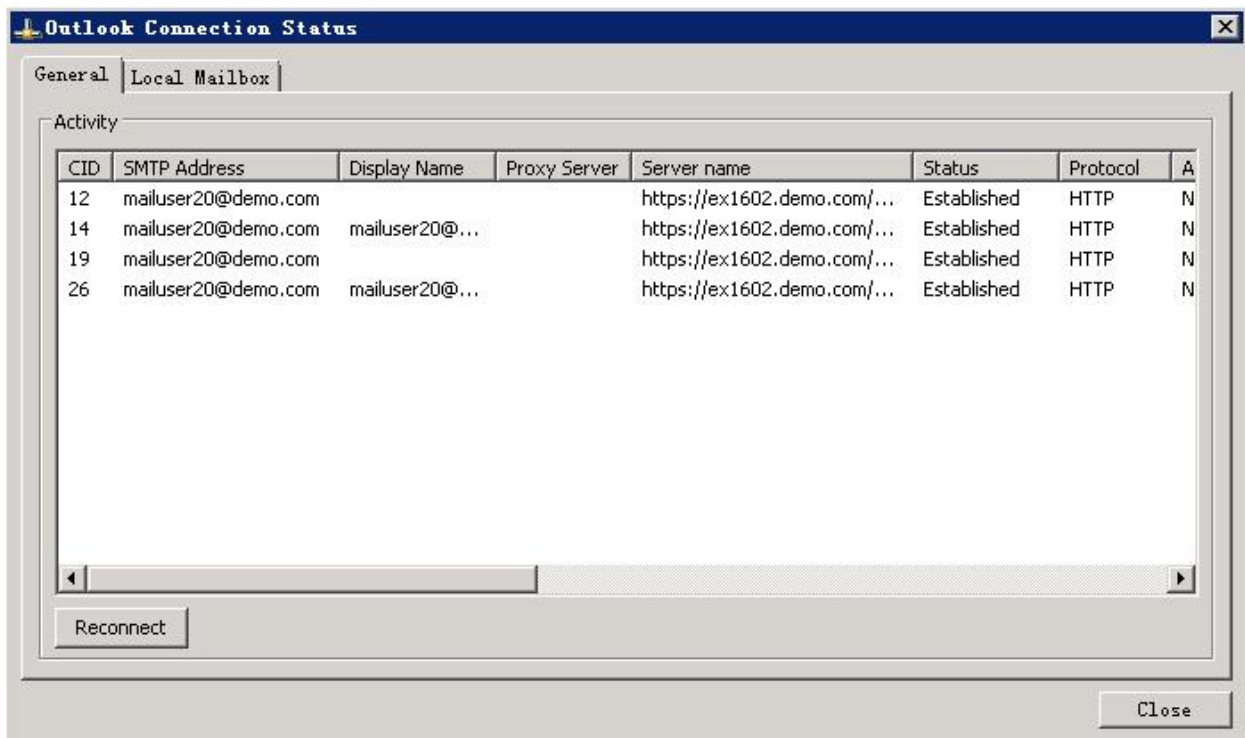 Outlook Connection Status
General Local Mailbox
Activity
CID SMTP Address Display Name Proxy Server Server name Status Protocol A
12 mailuser20@demo.com https://ex1602.demo.com/... Established HTTP N
14 mailuser20@demo.com mailuser20@... https://ex1602.demo.com/... Established HTTP N
19 mailuser20@demo.com https://ex1602.demo.com/... Established HTTP N
26 mailuser20@demo.com mailuser20@... https://ex1602.demo.com/... Established HTTP N
Reconnect
Close